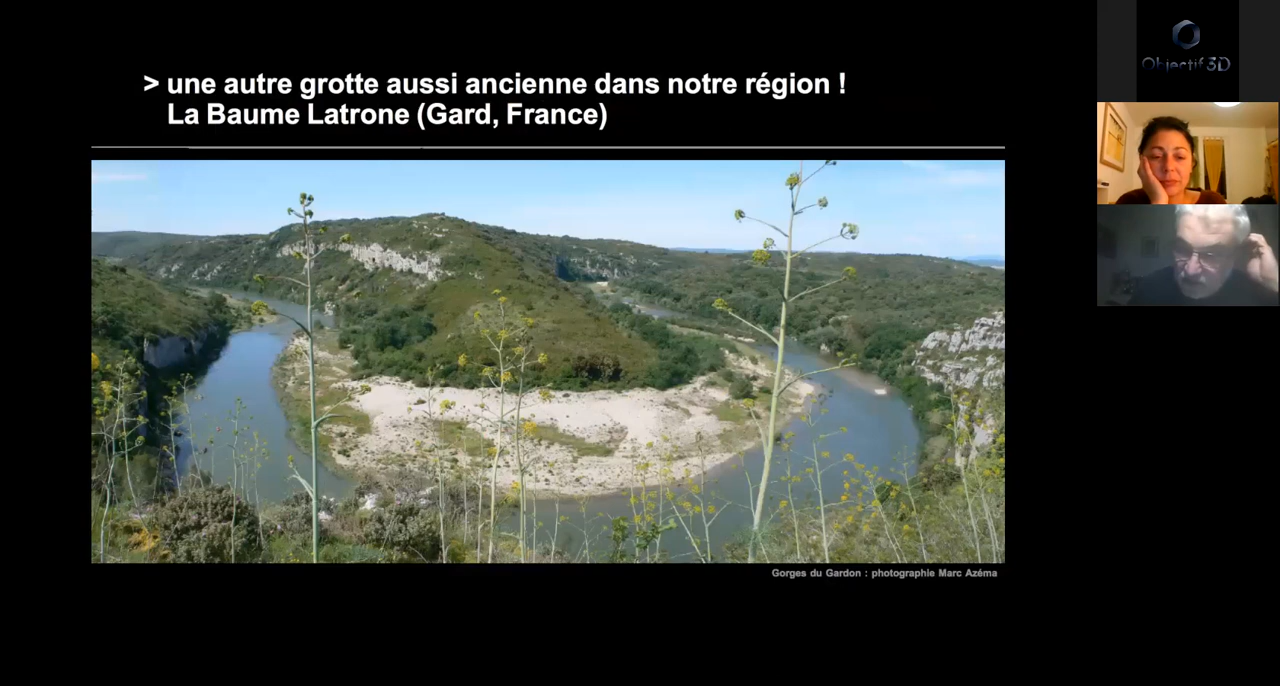 > une autre grotte aussi ancienne dans notre région !
La Baume Latrone (Gard, France)
Objectif 3D
Gorges du Gardon : photographie Marc Azéma